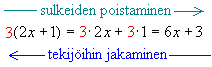 sulkeiden poistaminen
3(2x + 1) = 3·2x + 3·1 = 6x + 3
tekijöihin jakaminen